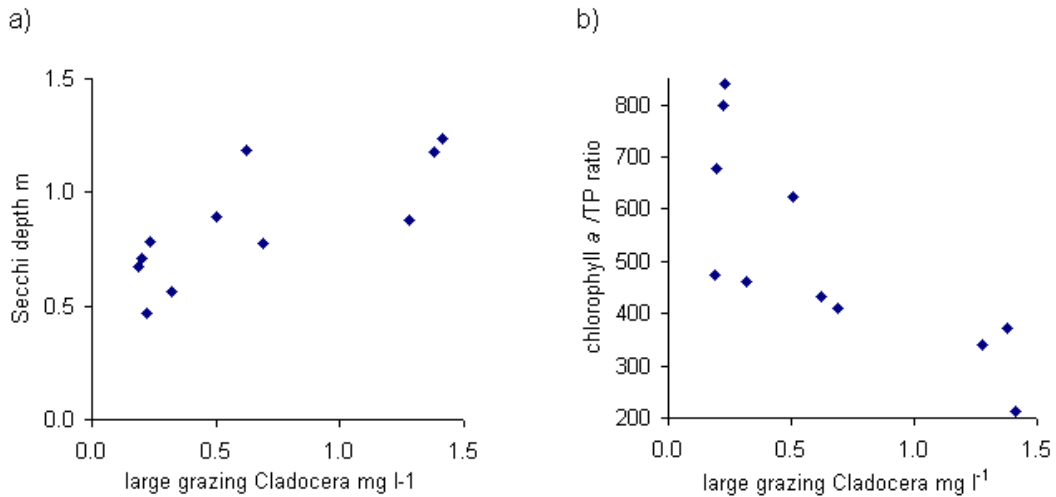 a)
1.5
1.0
0.5
0.0
Secchi depth m
0.0 0.5 1.0 1.5
large grazing Cladocera mg l-1
b)
800
700
600
500
400
300
200
chlorophyll a /TP ratio
0.0 0.5 1.0 1.5
large grazing Cladocera mg l⁻¹